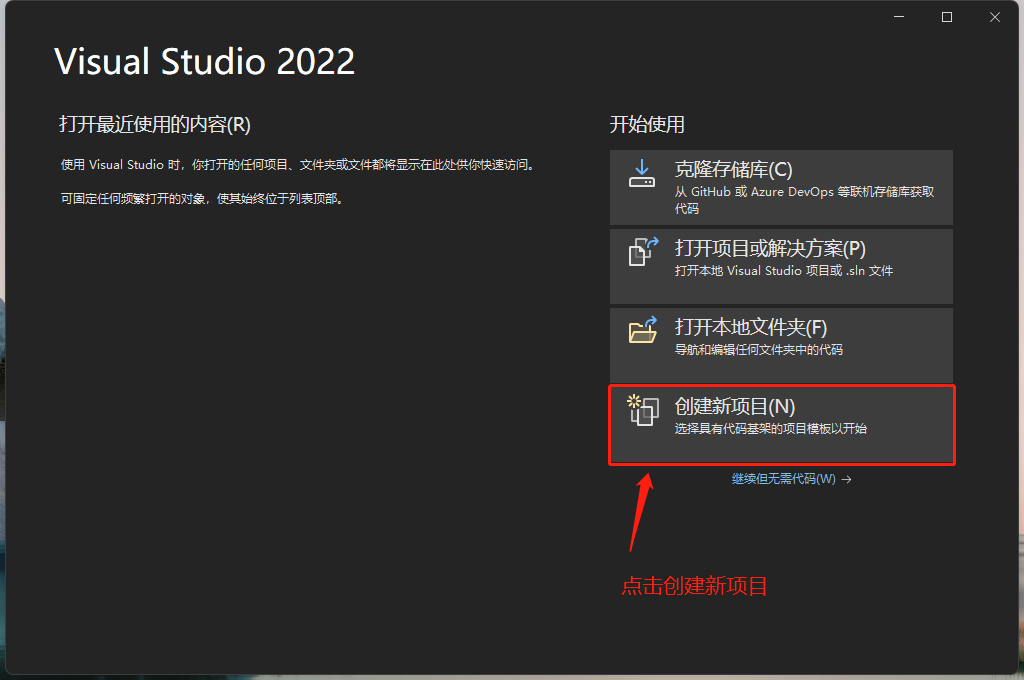 Visual Studio 2022
打开最近使用的内容(R)
使用 Visual Studio 时，你打开的任何项目、文件夹或文件都将显示在此处供你快速访问。
可固定任何频繁打开的对象，使其始终位于列表顶部。
开始使用
克隆存储库(C)
从 GitHub 或 Azure DevOps 等联机存储库获取
代码
打开项目或解决方案(P)
打开本地 Visual Studio 项目或 .sln 文件
打开本地文件夹(F)
导航和编辑任何文件夹中的代码
创建新项目(N)
选择具有代码基架的项目模板以开始
继续但无需代码(W) →
点击创建新项目